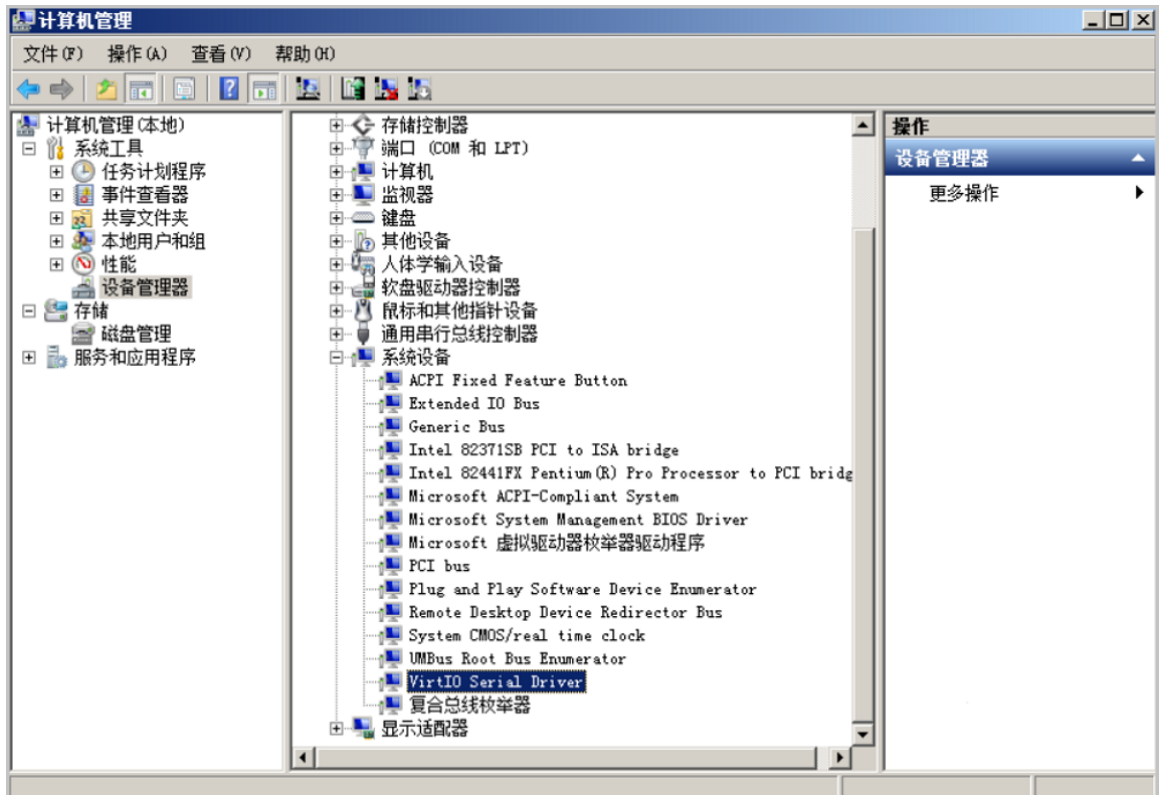 计算机管理
文件(F) 操作(A) 查看(V) 帮助(H)
计算机管理(本地)
系统工具
任务计划程序
事件查看器
共享文件夹
本地用户和组
性能
设备管理器
存储
磁盘管理
服务和应用程序
存储控制器
端口 (COM 和 LPT)
计算机
监视器
键盘
其他设备
人体学输入设备
软盘驱动器控制器
鼠标和其他指针设备
通用串行总线控制器
系统设备
ACPI Fixed Feature Button
Extended IO Bus
Generic Bus
Intel 82371SB PCI to ISA bridge
Intel 82441FX Pentium(R) Pro Processor to PCI bridg
Microsoft ACPI-Compliant System
Microsoft System Management BIOS Driver
Microsoft 虚拟驱动器枚举器驱动程序
PCI bus
Plug and Play Software Device Enumerator
Remote Desktop Device Redirector Bus
System CMOS/real time clock
UMBus Root Bus Enumerator
VirtIO Serial Driver
复合总线枚举器
显示适配器
操作
设备管理器
更多操作